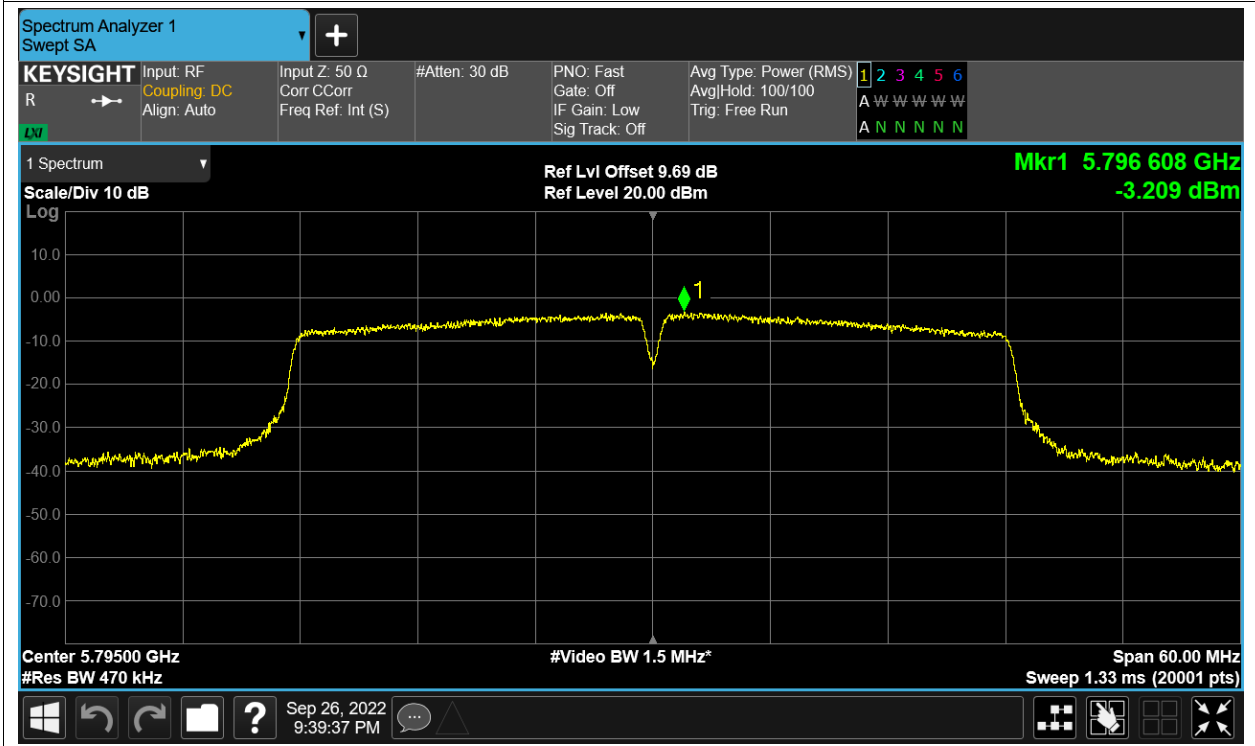 Spectrum Analyzer 1
Swept SA
KEYSIGHT
R
LXI
Input: RF
Coupling: DC
Align: Auto
Input Z: 50 Ω
Corr CCorr
Freq Ref: Int (S)
#Atten: 30 dB
PNO: Fast
Gate: Off
IF Gain: Low
Sig Track: Off
Avg Type: Power (RMS)
Avg|Hold: 100/100
Trig: Free Run
1 2 3 4 5 6
A W W W W W
A N N N N N
1 Spectrum
Scale/Div 10 dB
Log
Ref Lvl Offset 9.69 dB
Ref Level 20.00 dBm
Mkr1 5.796 608 GHz
-3.209 dBm
10.0
0.00
1
-10.0
-20.0
-30.0
-40.0
-50.0
-60.0
-70.0
Center 5.79500 GHz
#Res BW 470 kHz
#Video BW 1.5 MHz*
Span 60.00 MHz
Sweep 1.33 ms (20001 pts)
?
Sep 26, 2022
9:39:37 PM